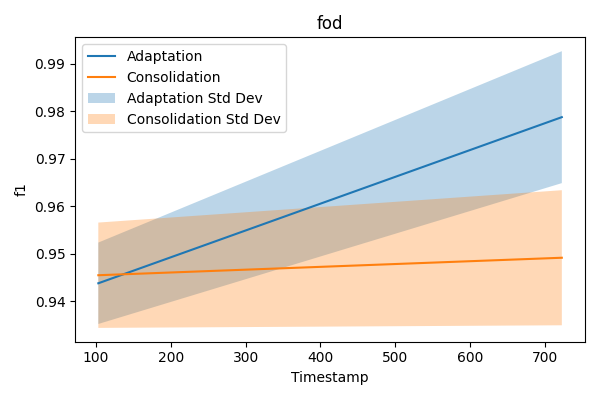 fod
Adaptation
Consolidation
Adaptation Std Dev
Consolidation Std Dev
0.99
0.98
0.97
0.96
0.95
0.94
f1
100 200 300 400 500 600 700
Timestamp